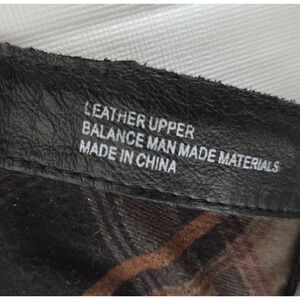 LEATHER UPPER
BALANCE MAN MADE MATERIALS
MADE IN CHINA